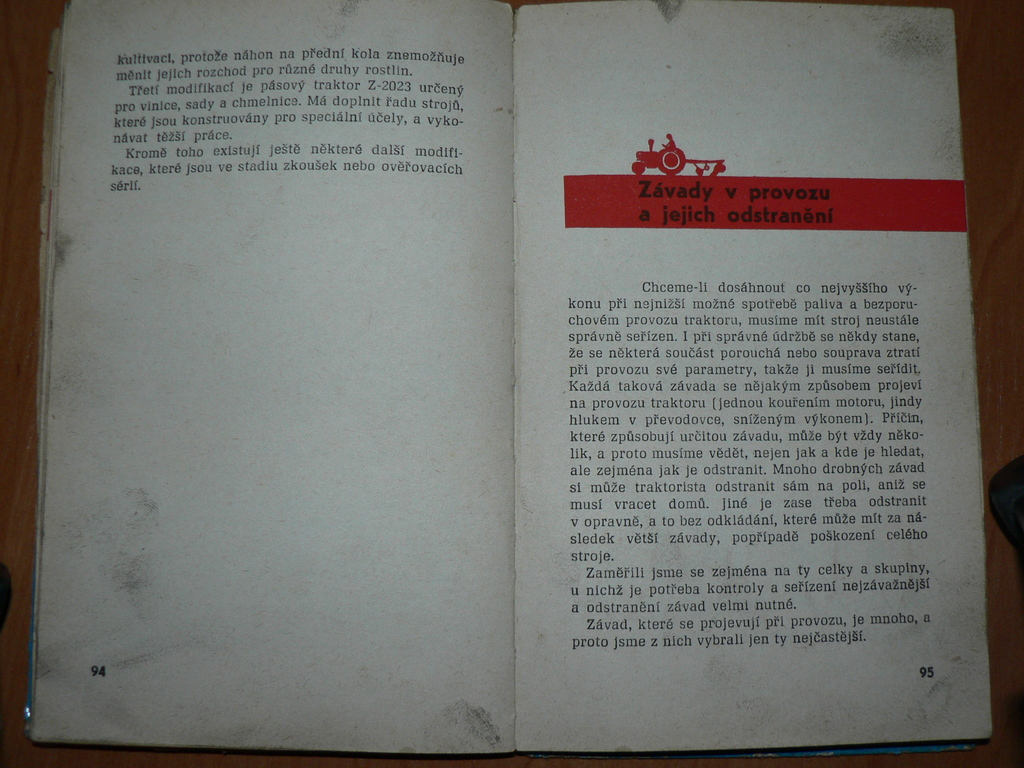 kultivaci, protože náhon na přední kola znemožňuje
měnit jejich rozchod pro různé druhy rostlin.
Třetí modifikací je pásový traktor Z-2023 určený
pro vinice, sady a chmelnice. Má doplnit řadu strojů,
které jsou konstruovány pro speciální účely, a vyko-
návat těžší práce.
Kromě toho existují ještě některé další modifi-
kace, které jsou ve stadiu zkoušek nebo ověřovacích
sérií.
94
Závady v provozu
a jejich odstranění
Chceme-li dosáhnout co nejvyššího vý-
konu při nejnižší možné spotřebě paliva a bezporu-
chovém provozu traktoru, musíme mít stroj neustále
správně seřízen. I při správné údržbě se někdy stane,
že se některá součást porouchá nebo souprava ztratí
při provozu své parametry, takže ji musíme seřídit.
Každá taková závada se nějakým způsobem projeví
na provozu traktoru (jednou kouřením motoru, jindy
hlukem v převodovce, sníženým výkonem). Příčin,
které způsobují určitou závadu, může být vždy něko-
lik, a proto musíme vědět, nejen jak a kde je hledat,
ale zejména jak je odstranit. Mnoho drobných závad
si může traktorista odstranit sám na poli, aniž se
musí vracet domů. Jiné je zase třeba odstranit
v opravně, a to bez odkládání, které může mít za ná-
sledek větší závady, popřípadě poškození celého
stroje.
Zaměřili jsme se zejména na ty celky a skupiny,
u nichž je potřeba kontroly a seřízení nejzávažnější
a odstranění závad velmi nutné.
Závad, které se projevují při provozu, je mnoho, a
proto jsme z nich vybrali jen ty nejčastější.
95